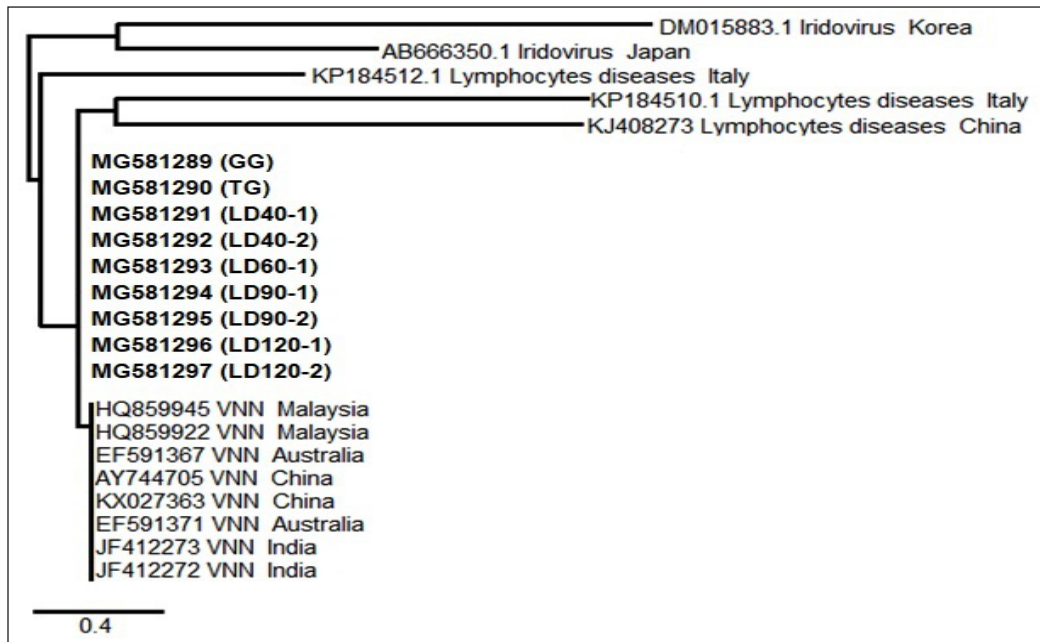 DM015883.1 Iridovirus Korea
AB666350.1 Iridovirus Japan
KP184512.1 Lymphocytes diseases Italy
KP184510.1 Lymphocytes diseases Italy
KJ408273 Lymphocytes diseases China
MG581289 (GG)
MG581290 (TG)
MG581291 (LD40-1)
MG581292 (LD40-2)
MG581293 (LD60-1)
MG581294 (LD90-1)
MG581295 (LD90-2)
MG581296 (LD120-1)
MG581297 (LD120-2)
HQ859945 VNN Malaysia
HQ859922 VNN Malaysia
EF591367 VNN Australia
AY744705 VNN China
KX027363 VNN China
EF591371 VNN Australia
JF412273 VNN India
JF412272 VNN India
0.4